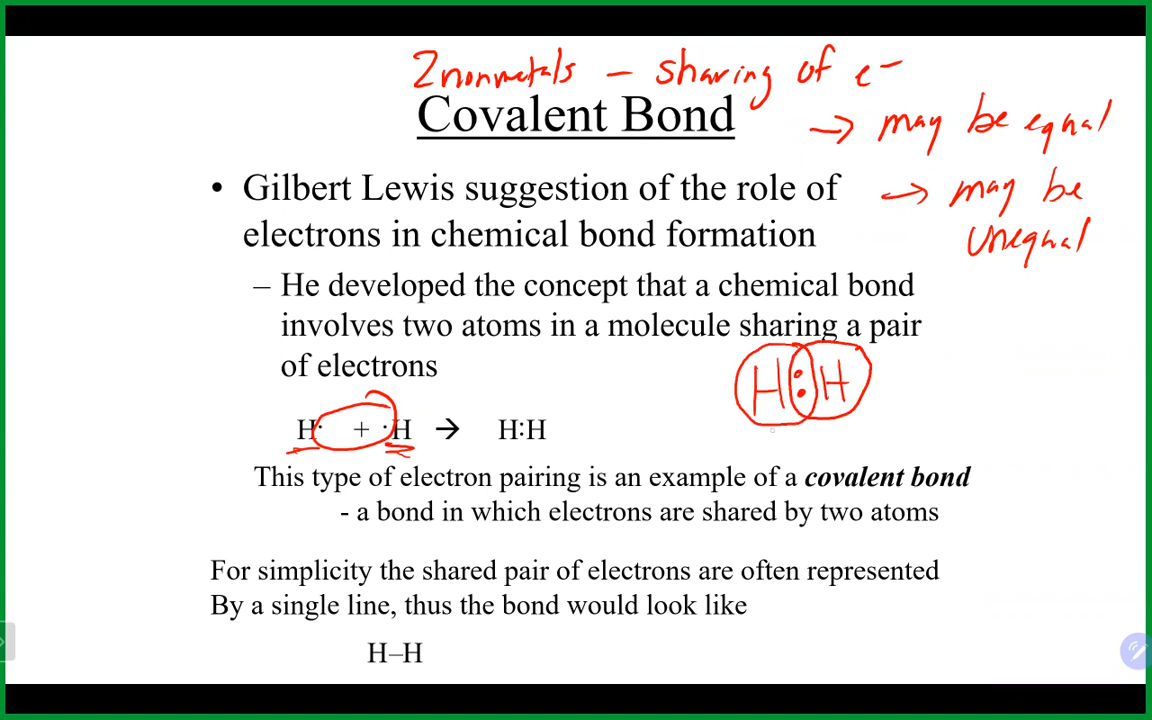 2 nonmetals – sharing of e⁻
Covalent Bond
→ may be equal
• Gilbert Lewis suggestion of the role of
electrons in chemical bond formation
→ may be
unequal
– He developed the concept that a chemical bond
involves two atoms in a molecule sharing a pair
of electrons
H:H
H· + ·H → H:H
This type of electron pairing is an example of a covalent bond
- a bond in which electrons are shared by two atoms
For simplicity the shared pair of electrons are often represented
By a single line, thus the bond would look like
H–H